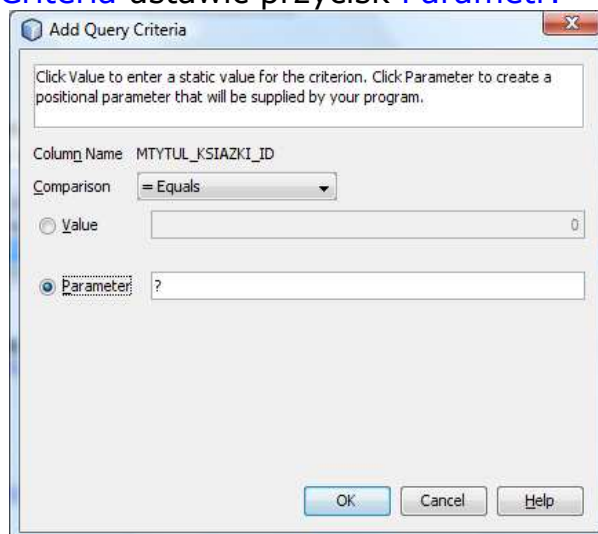 Criteria ustawić przycisk Parametr.
Add Query Criteria
Click Value to enter a static value for the criterion. Click Parameter to create a
positional parameter that will be supplied by your program.
Column Name MTYTUL_KSIAZKI_ID
Comparison = Equals
Value 0
Parameter ?
OK Cancel Help